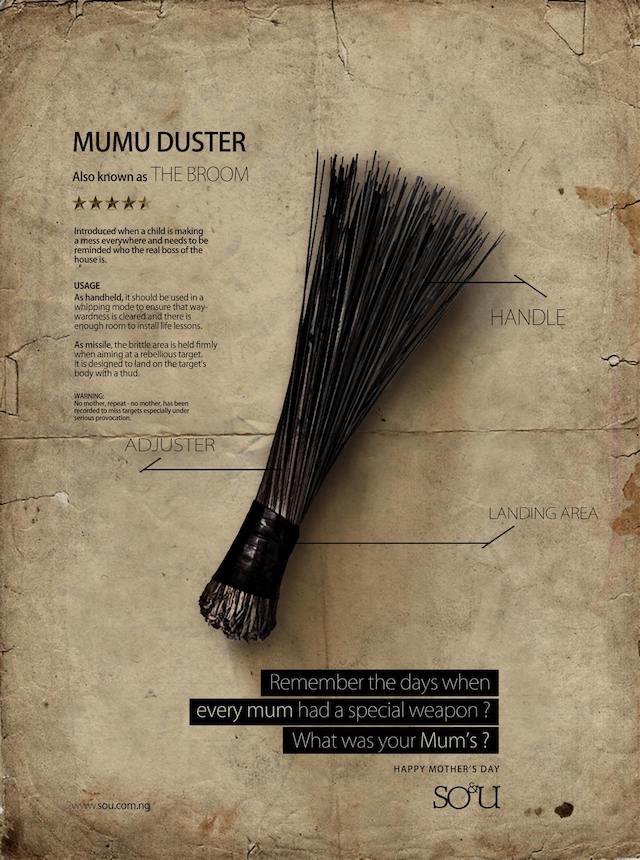 MUMU DUSTER
Also known as THE BROOM
Introduced when a child is making
a mess everywhere and needs to be
reminded who the real boss of the
house is.
USAGE
As handheld, it should be used in a
whipping mode to ensure that way-
wardness is cleared and there is
enough room to install life lessons.
As missile, the brittle area is held firmly
when aiming at a rebellious target.
It is designed to land on the target's
body with a thud.
WARNING:
No mother, repeat - no mother, has been
recorded to miss targets especially under
serious provocation.
HANDLE
ADJUSTER
LANDING AREA
Remember the days when
every mum had a special weapon ?
What was your Mum's ?
HAPPY MOTHER'S DAY
SO&U
www.sou.com.ng